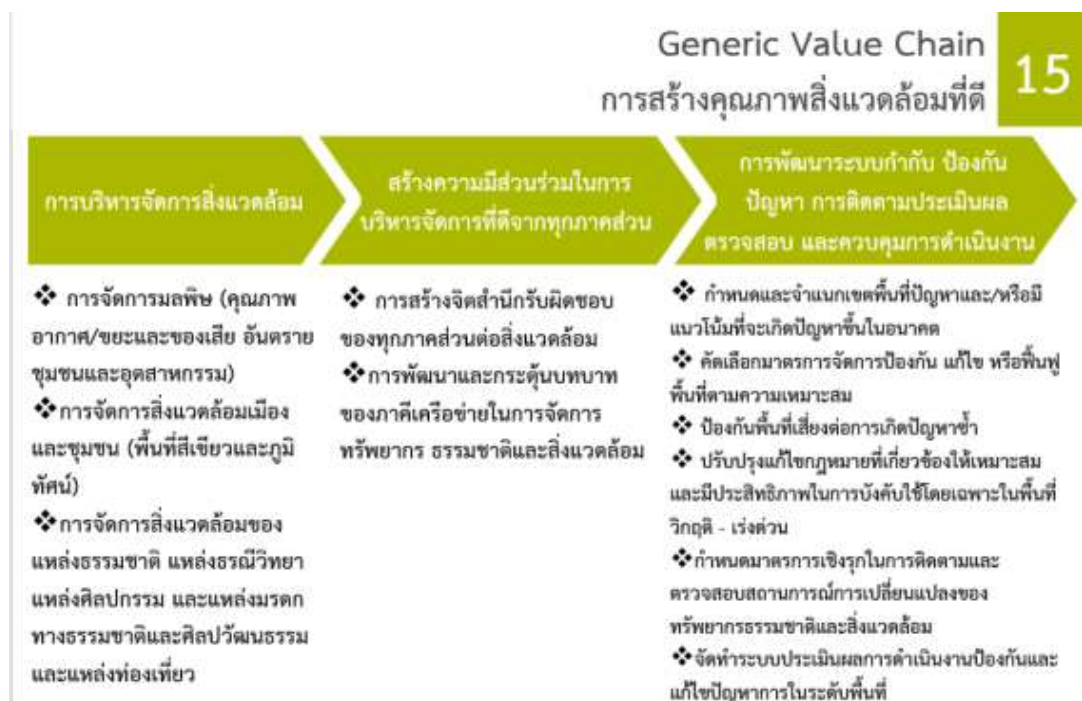 Generic Value Chain
การสร้างคุณภาพสิ่งแวดล้อมที่ดี
15
การบริหารจัดการสิ่งแวดล้อม
สร้างความมีส่วนร่วมในการ
บริหารจัดการที่ดีจากทุกภาคส่วน
การพัฒนาระบบกำกับ ป้องกัน
ปัญหา การติดตามประเมินผล
ตรวจสอบ และควบคุมการดำเนินงาน
❖ การจัดการมลพิษ (คุณภาพ
อากาศ/ขยะและของเสีย อันตราย
ชุมชนและอุตสาหกรรม)
❖การจัดการสิ่งแวดล้อมเมือง
และชุมชน (พื้นที่สีเขียวและภูมิ
ทัศน์)
❖การจัดการสิ่งแวดล้อมของ
แหล่งธรรมชาติ แหล่งธรณีวิทยา
แหล่งศิลปกรรม และแหล่งมรดก
ทางธรรมชาติและศิลปวัฒนธรรม
และแหล่งท่องเที่ยว
❖ การสร้างจิตสำนึกรับผิดชอบ
ของทุกภาคส่วนต่อสิ่งแวดล้อม
❖การพัฒนาและกระตุ้นบทบาท
ของภาคีเครือข่ายในการจัดการ
ทรัพยากร ธรรมชาติและสิ่งแวดล้อม
❖ กำหนดและจำแนกเขตพื้นที่ปัญหาและ/หรือมี
แนวโน้มที่จะเกิดปัญหาขึ้นในอนาคต
❖ คัดเลือกมาตรการจัดการป้องกัน แก้ไข หรือฟื้นฟู
พื้นที่ตามความเหมาะสม
❖ ป้องกันพื้นที่เสี่ยงต่อการเกิดปัญหาซ้ำ
❖ ปรับปรุงแก้ไขกฎหมายที่เกี่ยวข้องให้เหมาะสม
และมีประสิทธิภาพในการบังคับใช้โดยเฉพาะในพื้นที่
วิกฤติ - เร่งด่วน
❖กำหนดมาตรการเชิงรุกในการติดตามและ
ตรวจสอบสถานการณ์การเปลี่ยนแปลงของ
ทรัพยากรธรรมชาติและสิ่งแวดล้อม
❖จัดทำระบบประเมินผลการดำเนินงานป้องกันและ
แก้ไขปัญหาการในระดับพื้นที่